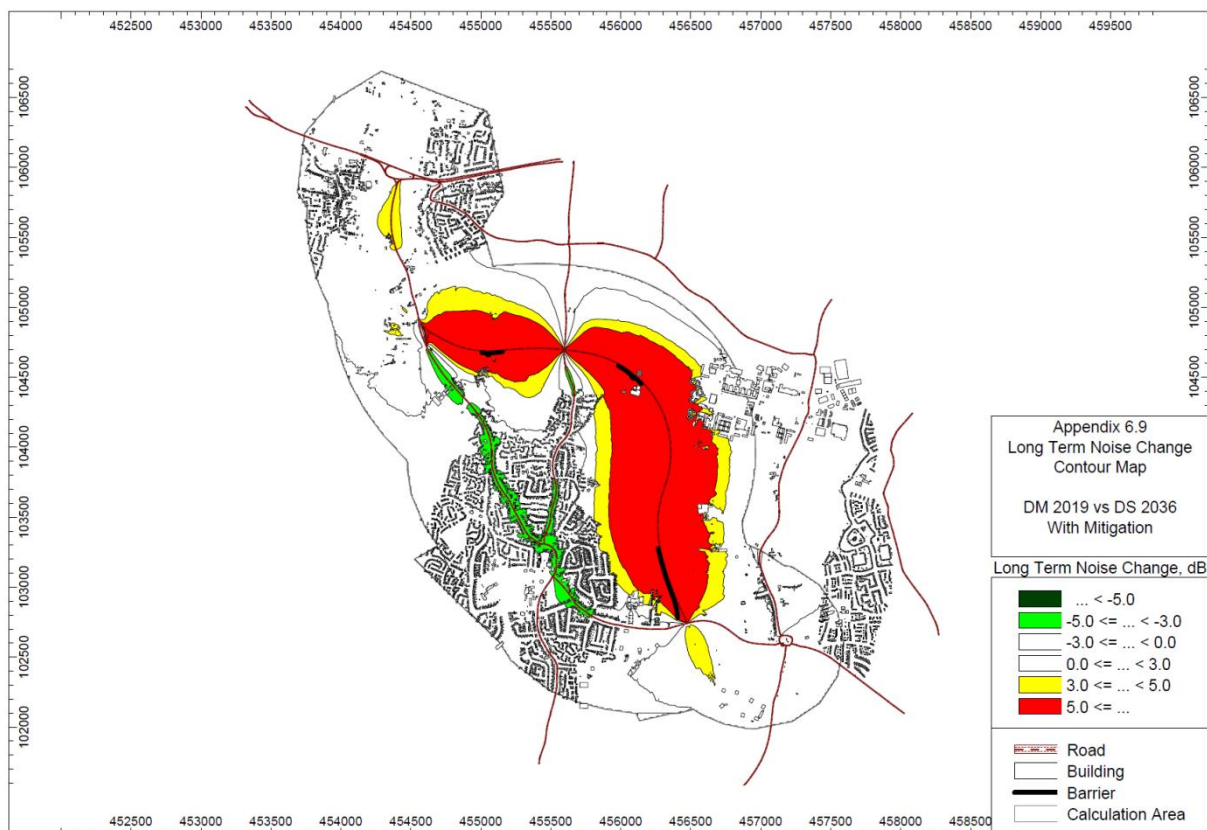 452500 453000 453500 454000 454500 455000 455500 456000 456500 457000 457500 458000 458500 459000 459500
106500 106500
106000 106000
105500 105500
105000 105000
104500 104500
104000
103500
103000
102500
102000
Appendix 6.9
Long Term Noise Change
Contour Map
DM 2019 vs DS 2036
With Mitigation
Long Term Noise Change, dB
... < -5.0
-5.0 <= ... < -3.0
-3.0 <= ... < 0.0
0.0 <= ... < 3.0
3.0 <= ... < 5.0
5.0 <= ...
Road
Building
Barrier
Calculation Area
452500 453000 453500 454000 454500 455000 455500 456000 456500 457000 457500 458000